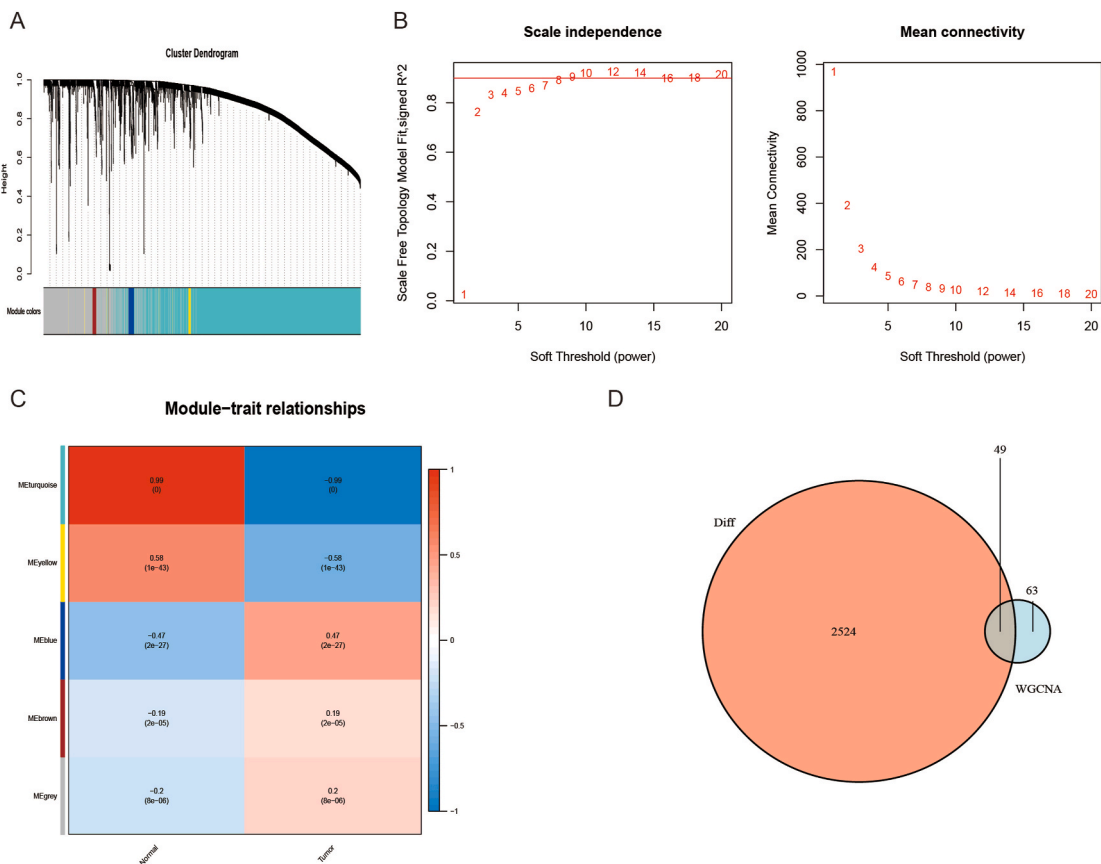 A
Cluster Dendrogram
Height
0.0 0.2 0.4 0.6 0.8 1.0
Module colors
B
Scale independence
Scale Free Topology Model Fit,signed R^2
0.0 0.2 0.4 0.6 0.8
1 2 3 4 5 6 7 8 9 10 12 14 16 18 20
5 10 15 20
Soft Threshold (power)
Mean connectivity
Mean Connectivity
0 200 400 600 800 1000
1 2 3 4 5 6 7 8 9 10 12 14 16 18 20
5 10 15 20
Soft Threshold (power)
C
Module−trait relationships
MEturquoise
0.99
(0)
−0.99
(0)
MEyellow
0.58
(1e−43)
−0.58
(1e−43)
MEblue
−0.47
(2e−27)
0.47
(2e−27)
MEbrown
−0.19
(2e−05)
0.19
(2e−05)
MEgrey
−0.2
(8e−06)
0.2
(8e−06)
Normal
Tumor
1
0.5
0
−0.5
−1
D
49
Diff
63
2524
WGCNA